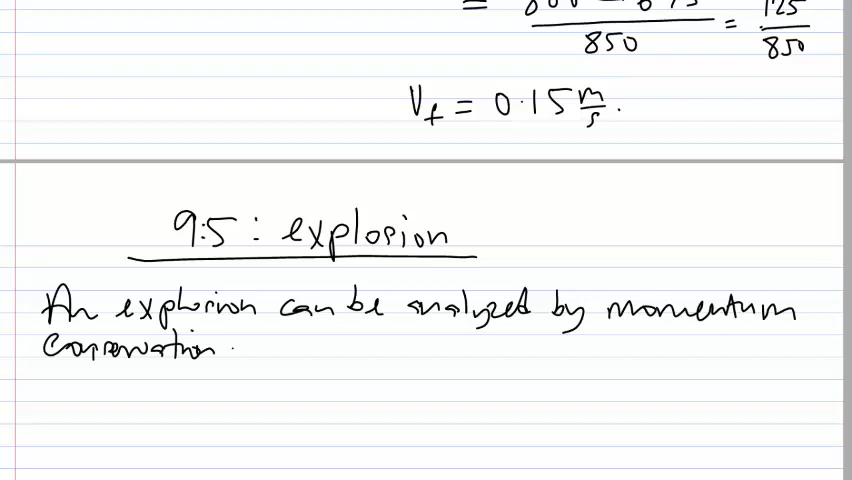 = 125
850 850
Vf = 0.15 m/s.
9.5: explosion
An explosion can be analyzed by momentum
conservation.